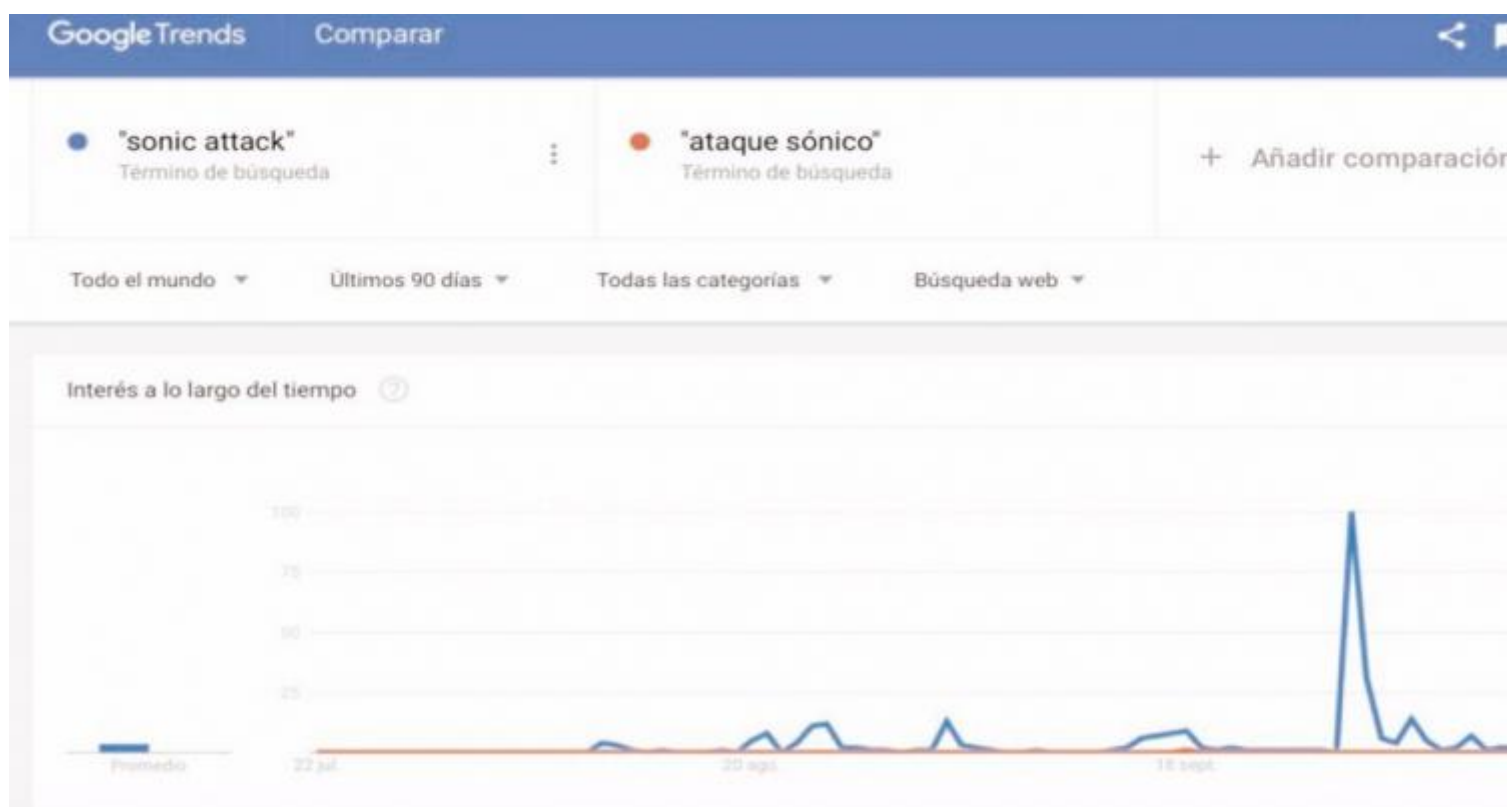 Google Trends Comparar
"sonic attack" "ataque sónico" + Añadir comparación
Término de búsqueda Término de búsqueda
Todo el mundo Últimos 90 días Todas las categorías Búsqueda web
Interés a lo largo del tiempo ?
100
75
50
25
Promedio 22 jul. 20 ago. 18 sept.